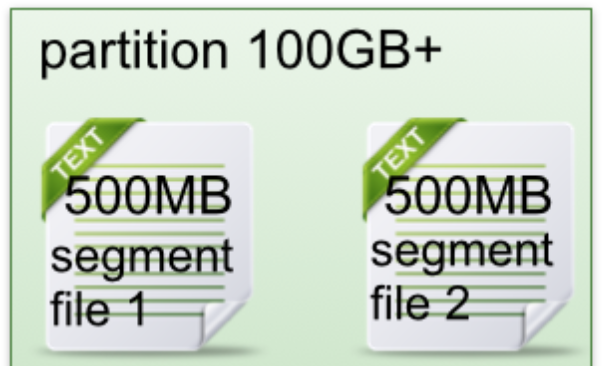 partition 100GB+
TEXT
500MB
segment
file 1
TEXT
500MB
segment
file 2